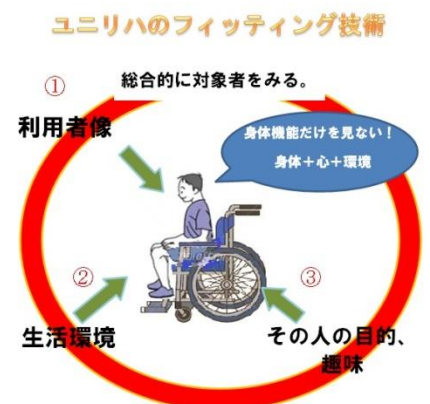 ユニリハのフィッティング技術
①
総合的に対象者をみる。
利用者像
身体機能だけを見ない！
身体＋心＋環境
②
③
生活環境
その人の目的、
趣味